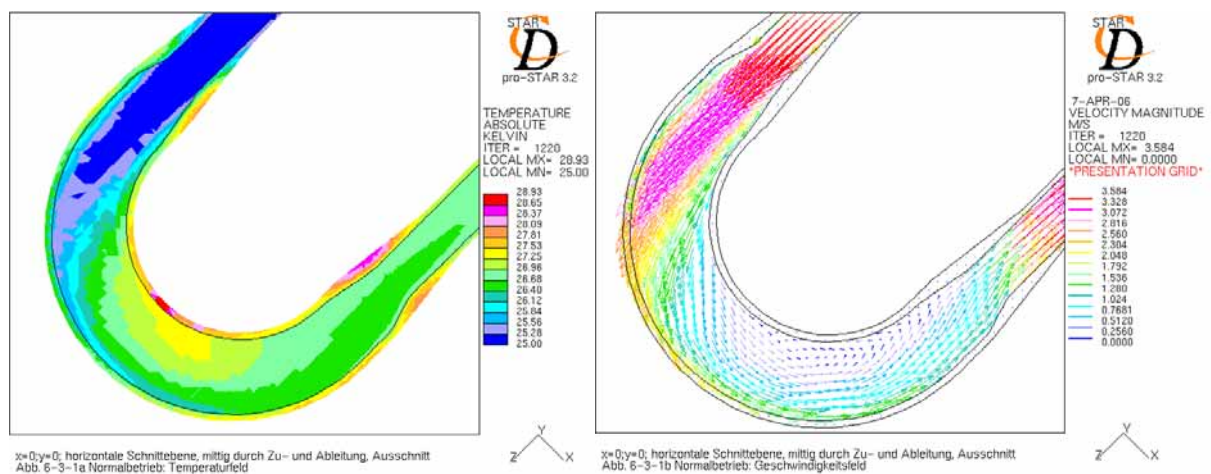 STAR
D
pro-STAR 3.2
TEMPERATURE
ABSOLUTE
KELVIN
ITER = 1220
LOCAL MX= 28.93
LOCAL MN= 25.00
28.93
28.65
28.37
28.09
27.81
27.53
27.25
26.96
26.68
26.40
26.12
25.84
25.56
25.28
25.00
Y
Z X
x=0;y=0; horizontale Schnittebene, mittig durch Zu- und Ableitung, Ausschnitt
Abb. 6-3-1a Normalbetrieb: Temperaturfeld
STAR
D
pro-STAR 3.2
7-APR-06
VELOCITY MAGNITUDE
M/S
ITER = 1220
LOCAL MX= 3.584
LOCAL MN= 0.0000
*PRESENTATION GRID*
3.584
3.328
3.072
2.816
2.560
2.304
2.048
1.792
1.536
1.280
1.024
0.7681
0.5120
0.2560
0.0000
Y
Z X
x=0;y=0; horizontale Schnittebene, mittig durch Zu- und Ableitung, Ausschnitt
Abb. 6-3-1b Normalbetrieb: Geschwindigkeitsfeld